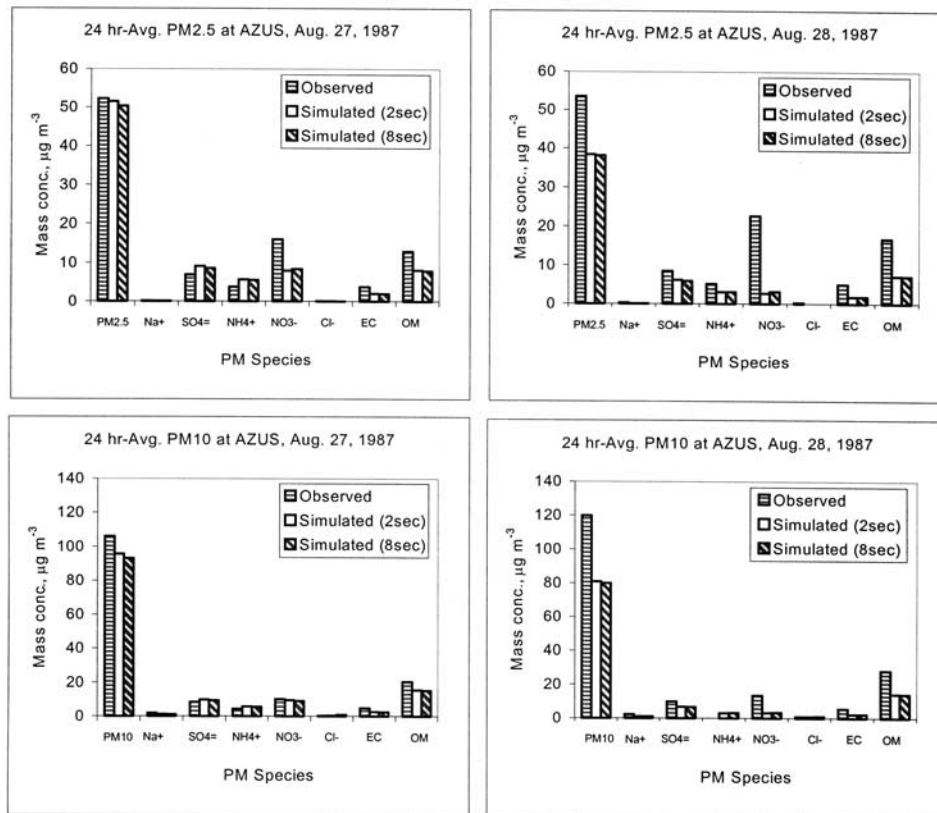 24 hr-Avg. PM2.5 at AZUS, Aug. 27, 1987
60
50
40
30
20
10
0
Mass conc., µg m-3
Observed
Simulated (2sec)
Simulated (8sec)
PM2.5 Na+ SO4= NH4+ NO3- Cl- EC OM
PM Species
24 hr-Avg. PM2.5 at AZUS, Aug. 28, 1987
60
50
40
30
20
10
0
Mass conc., µg m-3
Observed
Simulated (2sec)
Simulated (8sec)
PM2.5 Na+ SO4= NH4+ NO3- Cl- EC OM
PM Species
24 hr-Avg. PM10 at AZUS, Aug. 27, 1987
140
120
100
80
60
40
20
0
Mass conc., µg m-3
Observed
Simulated (2sec)
Simulated (8sec)
PM10 Na+ SO4= NH4+ NO3- Cl- EC OM
PM Species
24 hr-Avg. PM10 at AZUS, Aug. 28, 1987
140
120
100
80
60
40
20
0
Mass conc., µg m-3
Observed
Simulated (2sec)
Simulated (8sec)
PM10 Na+ SO4= NH4+ NO3- Cl- EC OM
PM Species